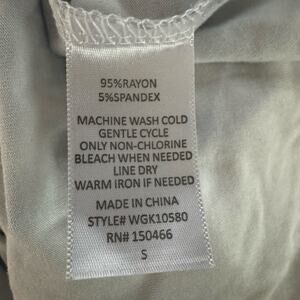 95%RAYON
5%SPANDEX
MACHINE WASH COLD
GENTLE CYCLE
ONLY NON-CHLORINE
BLEACH WHEN NEEDED
LINE DRY
WARM IRON IF NEEDED
MADE IN CHINA
STYLE# WGK10580
RN# 150466
S